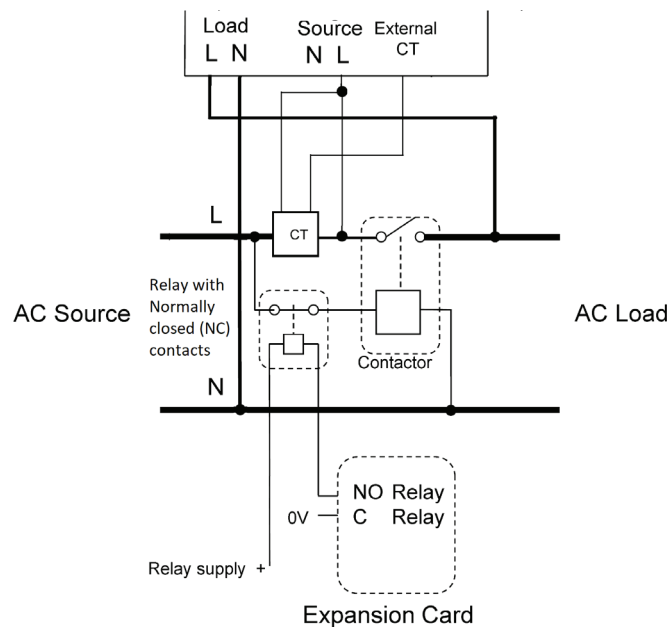 Load Source External
L N N L CT
L
CT
Relay with
Normally
closed (NC)
contacts
AC Source
AC Load
Contactor
N
NO Relay
0V C Relay
Relay supply +
Expansion Card